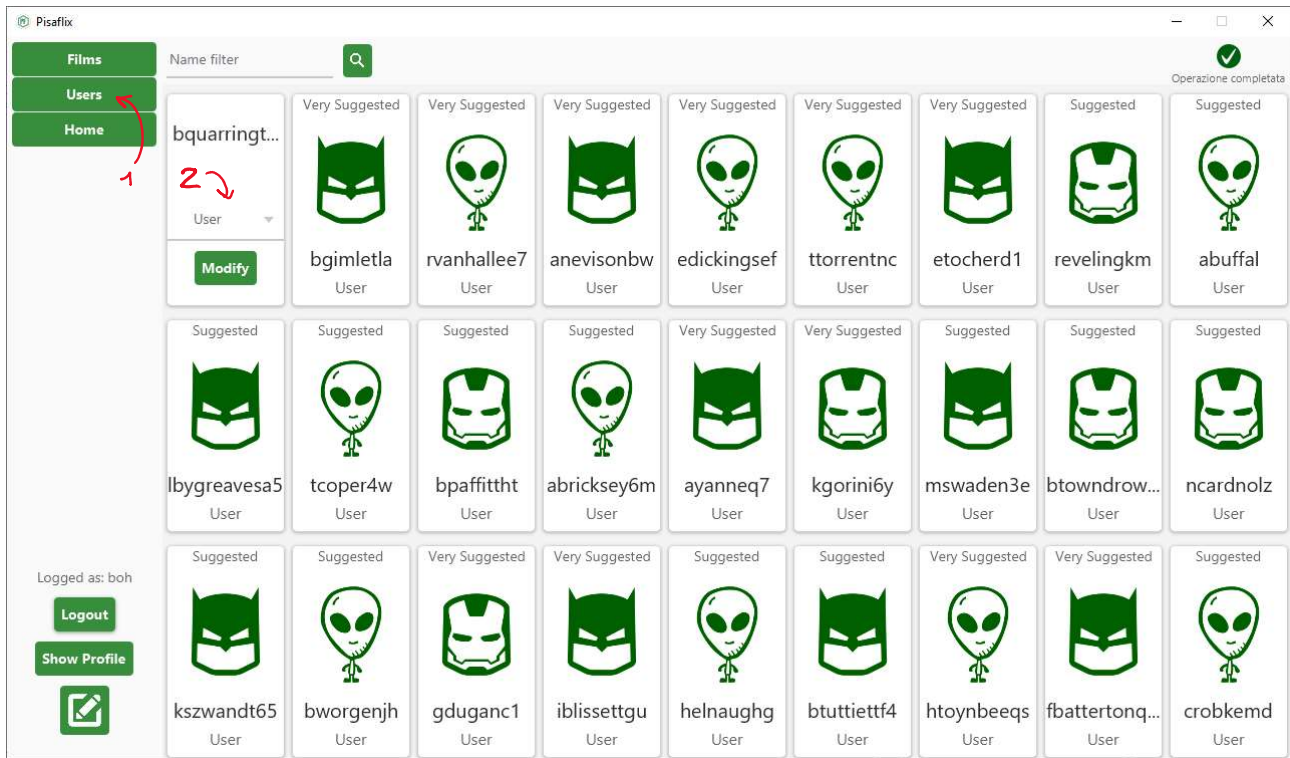 Pisaflix
Films
Users
Home
1
Name filter
Operazione completata
bquarringt...
2
User
Modify
Very Suggested
bgimletla
User
Very Suggested
rvanhallee7
User
Very Suggested
anevisonbw
User
Very Suggested
edickingsef
User
Very Suggested
ttorrentnc
User
Very Suggested
etocherd1
User
Suggested
revelingkm
User
Suggested
abuffal
User
Suggested
lbygreavesa5
User
Suggested
tcoper4w
User
Suggested
bpaffittht
User
Suggested
abricksey6m
User
Very Suggested
ayanneq7
User
Very Suggested
kgorini6y
User
Suggested
mswaden3e
User
Suggested
btowndrow...
User
Suggested
ncardnolz
User
Suggested
kszwandt65
User
Suggested
bworgenjh
User
Very Suggested
gduganc1
User
Very Suggested
iblissettgu
User
Suggested
helnaughg
User
Suggested
btuttiettf4
User
Very Suggested
htoynbeeqs
User
Very Suggested
fbattertonq...
User
Suggested
crobkemd
User
Logged as: boh
Logout
Show Profile